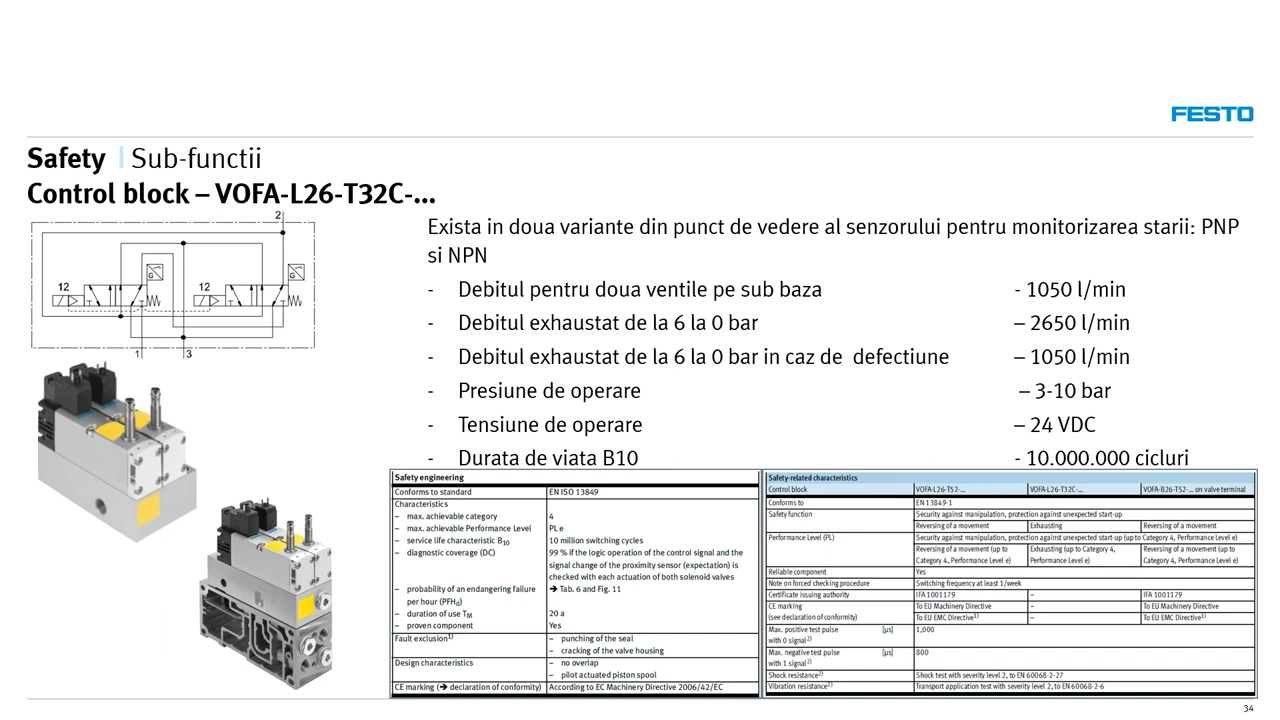 FESTO
Safety | Sub-functii
Control block – VOFA-L26-T32C-...
2
12
12
G
G
1
3
Exista in doua variante din punct de vedere al senzorului pentru monitorizarea starii: PNP
si NPN
- Debitul pentru doua ventile pe sub baza - 1050 l/min
- Debitul exhaustat de la 6 la 0 bar – 2650 l/min
- Debitul exhaustat de la 6 la 0 bar in caz de defectiune – 1050 l/min
- Presiune de operare – 3-10 bar
- Tensiune de operare – 24 VDC
- Durata de viata B10 - 10.000.000 cicluri
Safety engineering
Conforms to standard EN ISO 13849
Characteristics
– max. achievable category 4
– max. achievable Performance Level PL e
– service life characteristic B10 10 million switching cycles
– diagnostic coverage (DC) 99 % if the logic operation of the control signal and the
signal change of the proximity sensor (expectation) is
checked with each actuation of both solenoid valves
– probability of an endangering failure ➔ Tab. 6 and Fig. 11
per hour (PFHd)
– duration of use TM 20 a
– proven component Yes
Fault exclusion1) – punching of the seal
– cracking of the valve housing
Design characteristics – no overlap
– pilot actuated piston spool
CE marking (➔ declaration of conformity) According to EC Machinery Directive 2006/42/EC
Safety-related characteristics
Control block VOFA-L26-T52-... VOFA-L26-T32C-... VOFA-B26-T52-... on valve terminal
Conforms to EN 13849-1
Safety function Security against manipulation, protection against unexpected start-up
Reversing of a movement Exhausting Reversing of a movement
Performance Level (PL) Security against manipulation, protection against unexpected start-up (up to Category 4, Performance Level e)
Reversing of a movement (up to Exhausting (up to Category 4, Reversing of a movement (up to
Category 4, Performance Level e) Performance Level e) Category 4, Performance Level e)
Reliable component Yes
Note on forced checking procedure Switching frequency at least 1/week
Certificate issuing authority IFA 1001179 – IFA 1001179
CE marking To EU Machinery Directive – To EU Machinery Directive
(see declaration of conformity) To EU EMC Directive1) – To EU EMC Directive1)
Max. positive test pulse [µs] 1,000
with 0 signal2)
Max. negative test pulse [µs] 800
with 1 signal2)
Shock resistance2) Shock test with severity level 2, to EN 60068-2-27
Vibration resistance2) Transport application test with severity level 2, to EN 60068-2-6
34